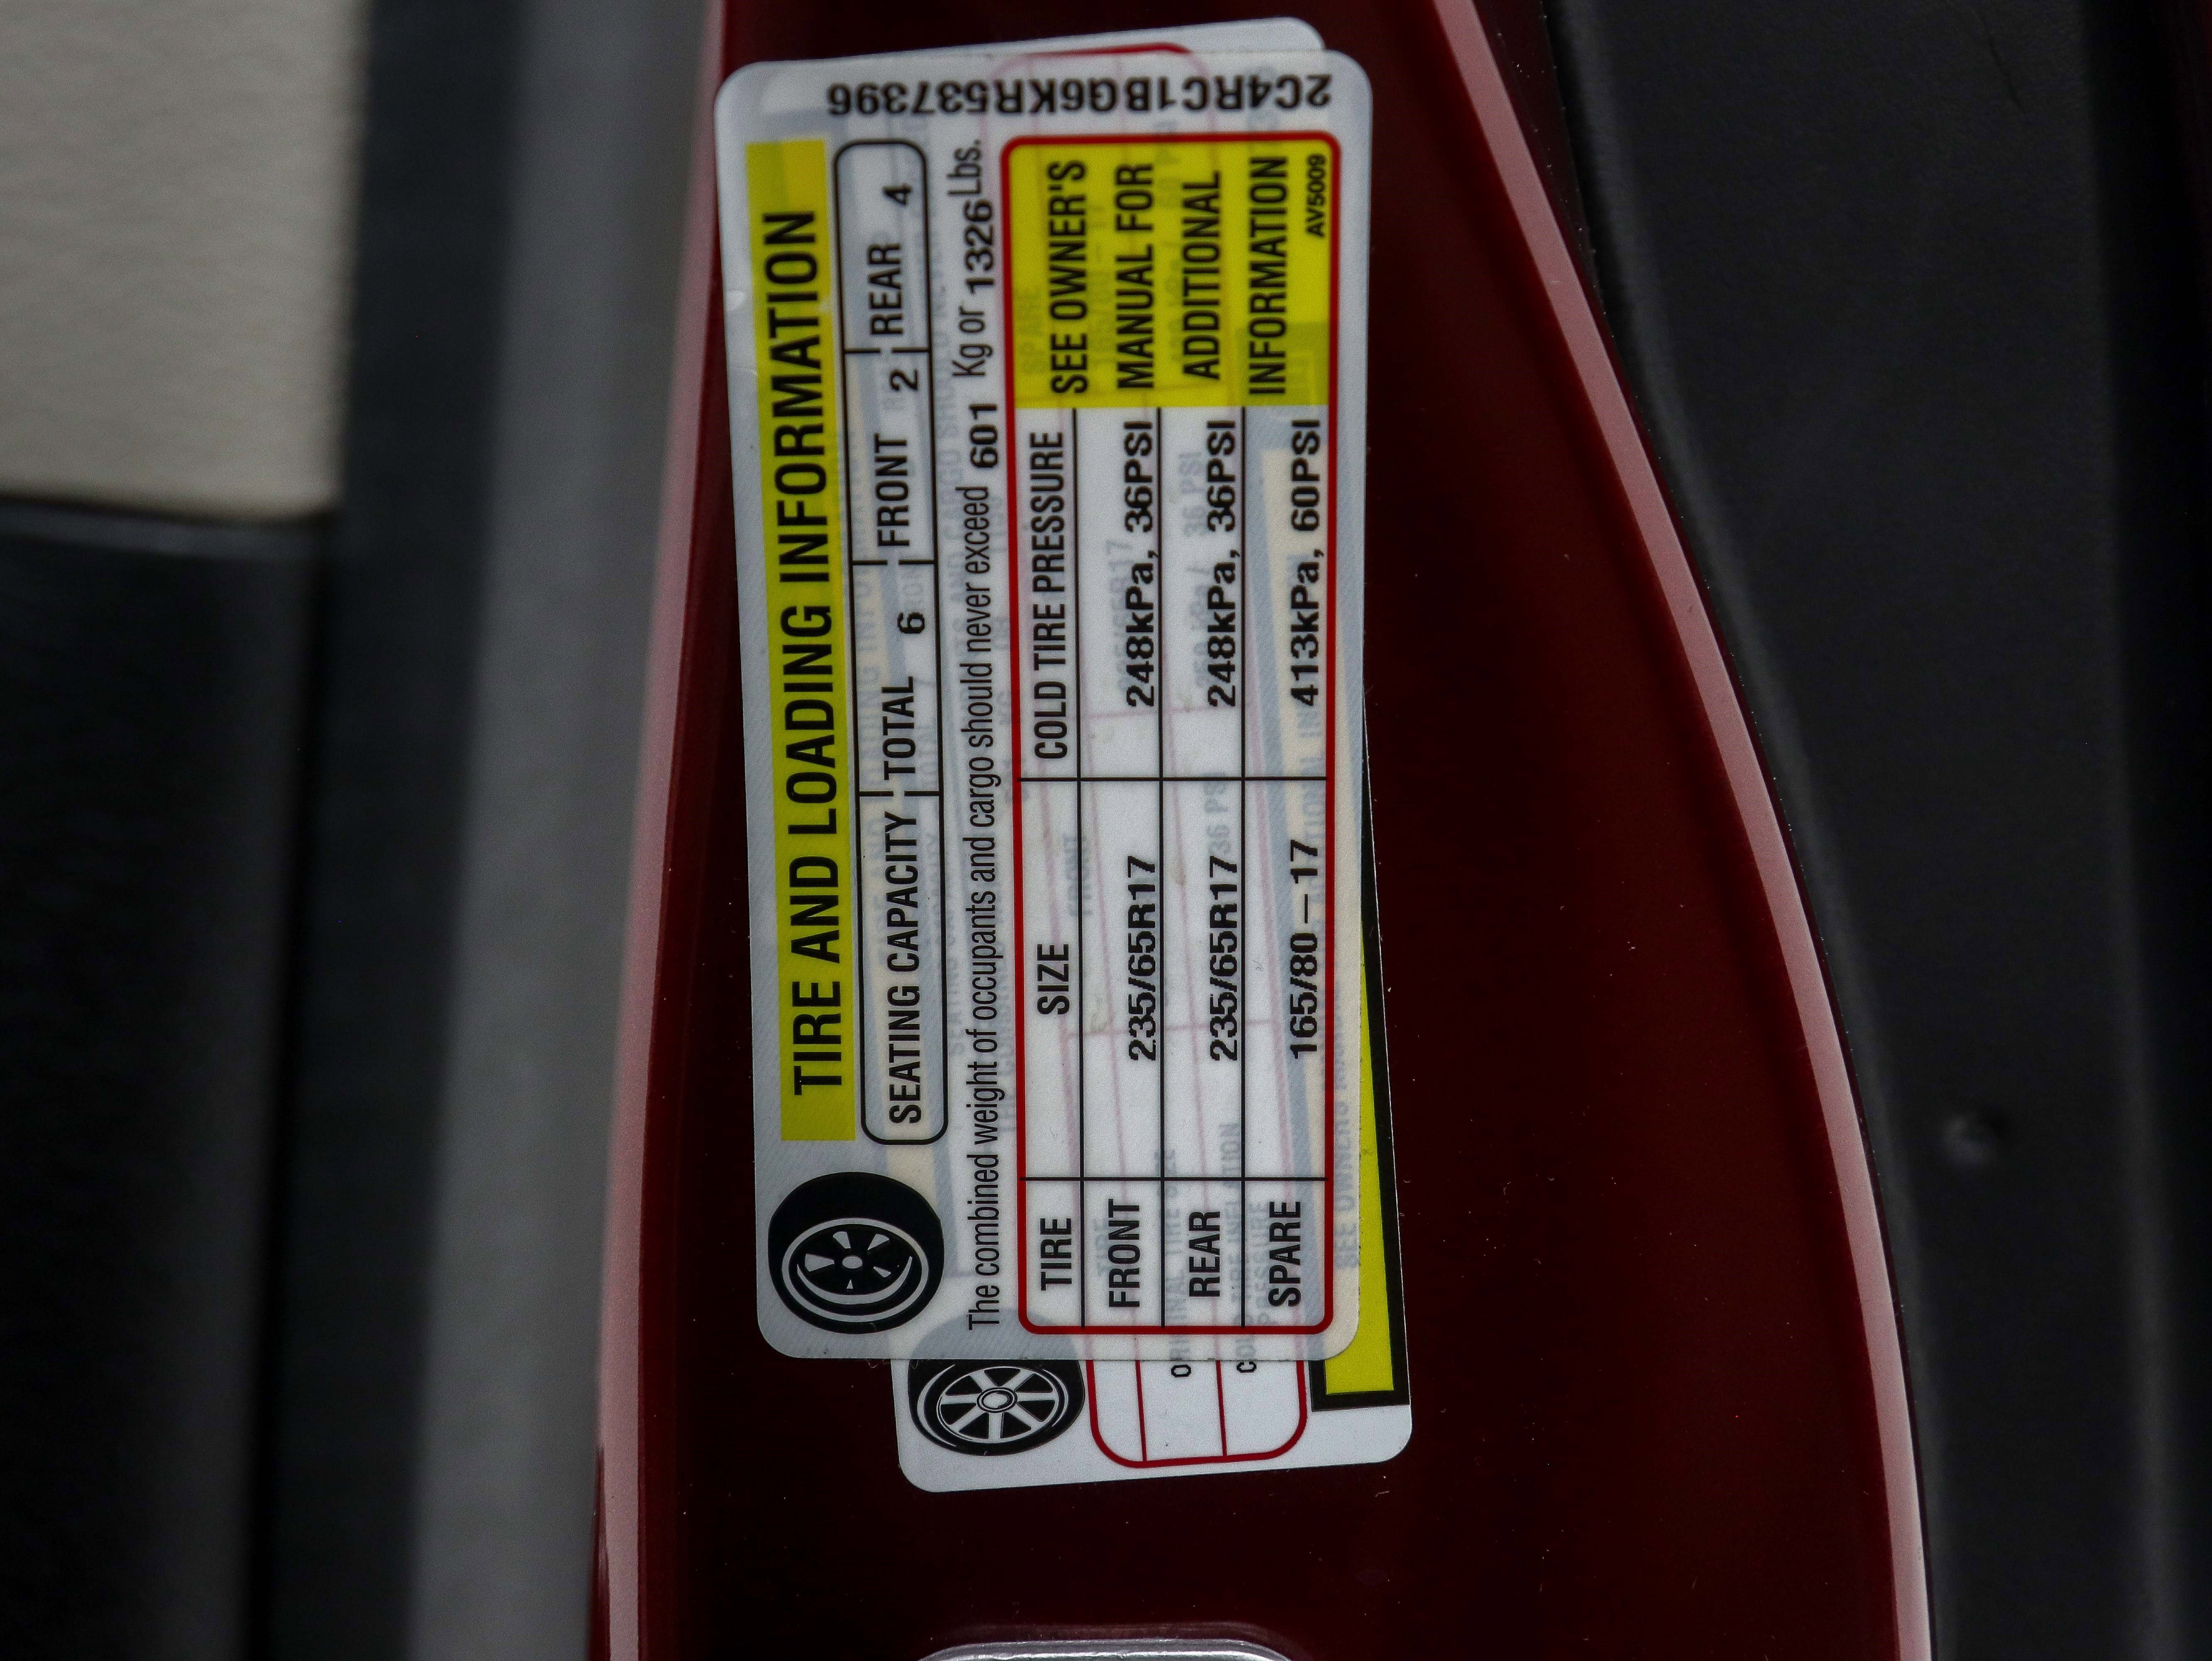 2C4RC1BG6KR537396
TIRE AND LOADING INFORMATION
SEATING CAPACITY TOTAL 6 FRONT 2 REAR 4
The combined weight of occupants and cargo should never exceed 601 Kg or 1326 Lbs.
TIRE SIZE COLD TIRE PRESSURE
FRONT 235/65R17 248kPa, 36PSI
REAR 235/65R17 248kPa, 36PSI
SPARE 165/80-17 413kPa, 60PSI
SEE OWNER'S
MANUAL FOR
ADDITIONAL
INFORMATION
AV5009